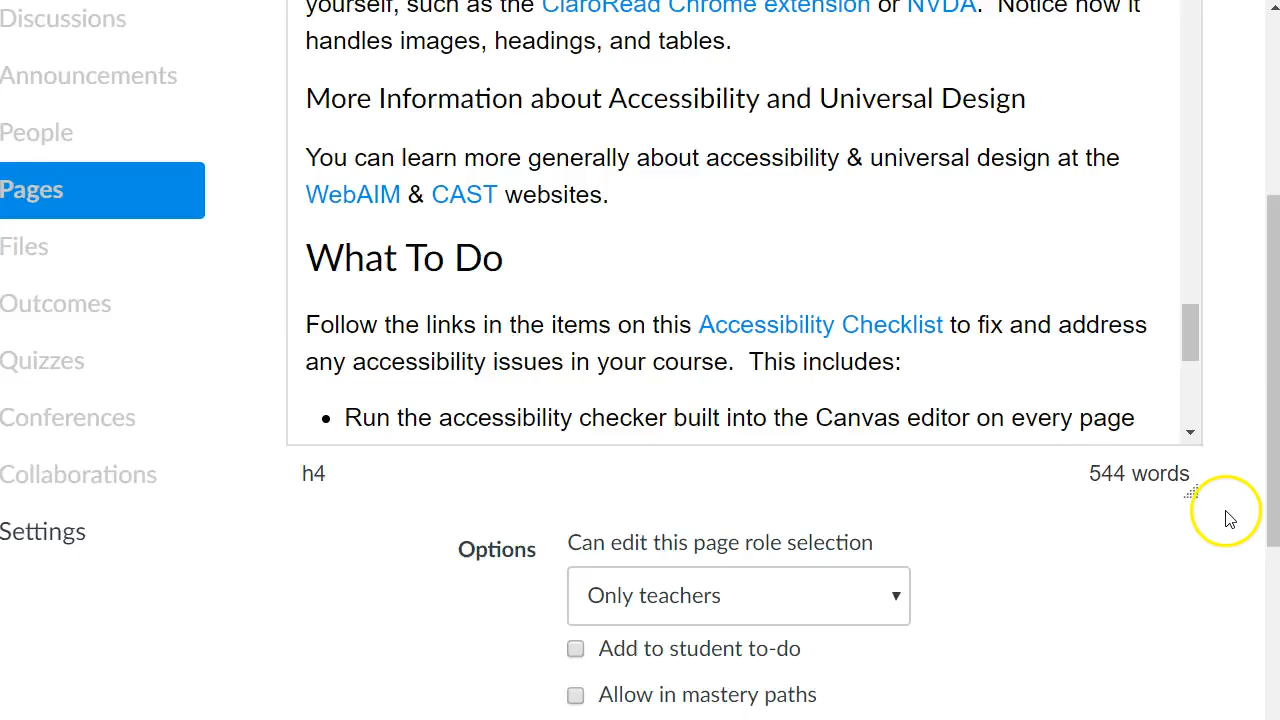 Discussions
Announcements
People
Pages
Files
Outcomes
Quizzes
Conferences
Collaborations
Settings
yourself, such as the ClaroRead Chrome extension or NVDA.  Notice how it
handles images, headings, and tables.
More Information about Accessibility and Universal Design
You can learn more generally about accessibility & universal design at the
WebAIM & CAST websites.
What To Do
Follow the links in the items on this Accessibility Checklist to fix and address
any accessibility issues in your course.  This includes:
• Run the accessibility checker built into the Canvas editor on every page
h4
544 words
Options
Can edit this page role selection
Only teachers
Add to student to-do
Allow in mastery paths